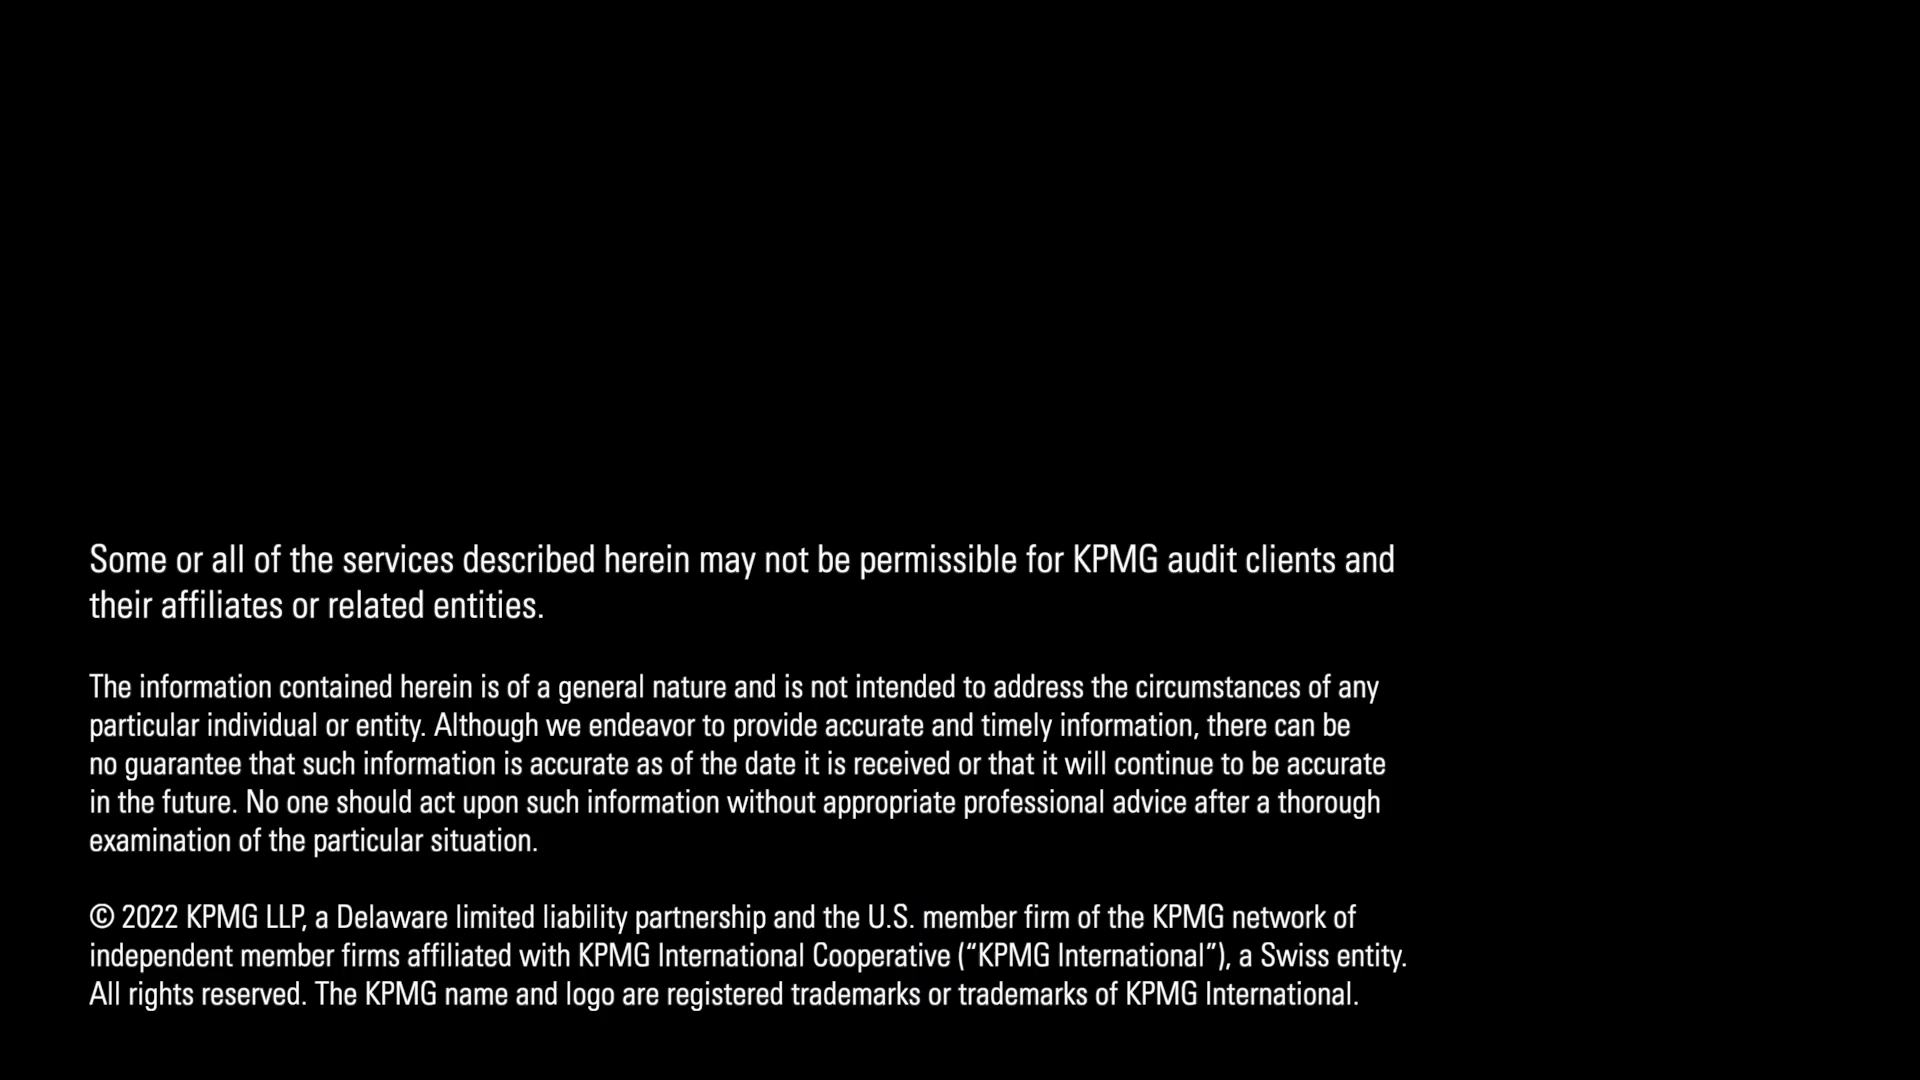 Some or all of the services described herein may not be permissible for KPMG audit clients and
their affiliates or related entities.
The information contained herein is of a general nature and is not intended to address the circumstances of any
particular individual or entity. Although we endeavor to provide accurate and timely information, there can be
no guarantee that such information is accurate as of the date it is received or that it will continue to be accurate
in the future. No one should act upon such information without appropriate professional advice after a thorough
examination of the particular situation.
© 2022 KPMG LLP, a Delaware limited liability partnership and the U.S. member firm of the KPMG network of
independent member firms affiliated with KPMG International Cooperative (“KPMG International”), a Swiss entity.
All rights reserved. The KPMG name and logo are registered trademarks or trademarks of KPMG International.